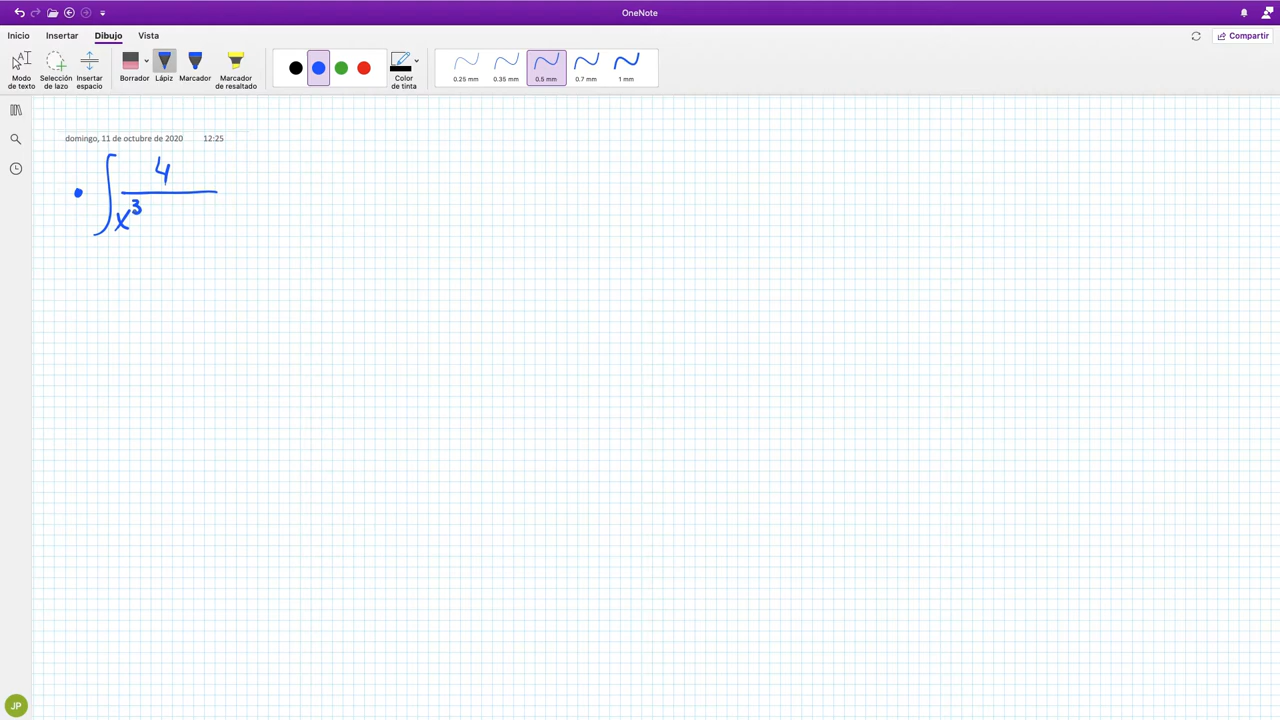 OneNote
Inicio Insertar Dibujo Vista Compartir
Modo de texto Selección de lazo Insertar espacio Borrador Lápiz Marcador Marcador de resaltado Color de tinta 0.25 mm 0.35 mm 0.5 mm 0.7 mm 1 mm
domingo, 11 de octubre de 2020 12:25
• ∫ 4
x³
JP